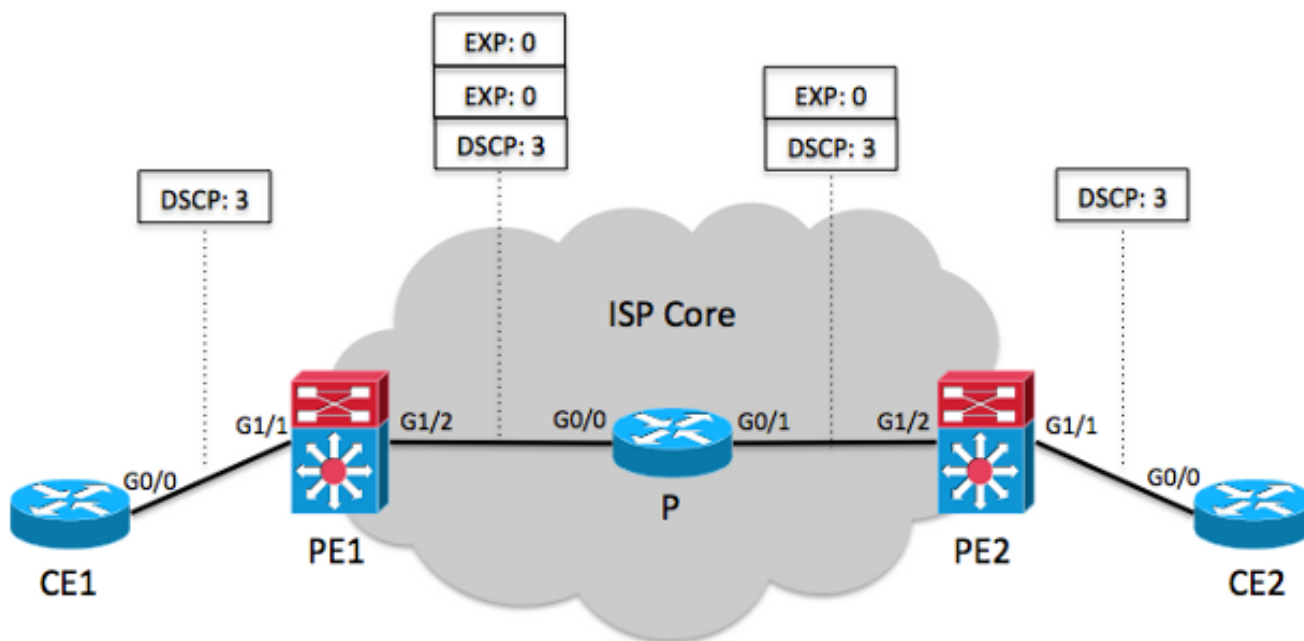 EXP: 0
EXP: 0
DSCP: 3
EXP: 0
DSCP: 3
DSCP: 3
DSCP: 3
ISP Core
G1/1
G1/2
G0/0
G0/1
G1/2
G1/1
G0/0
G0/0
P
PE1
PE2
CE1
CE2